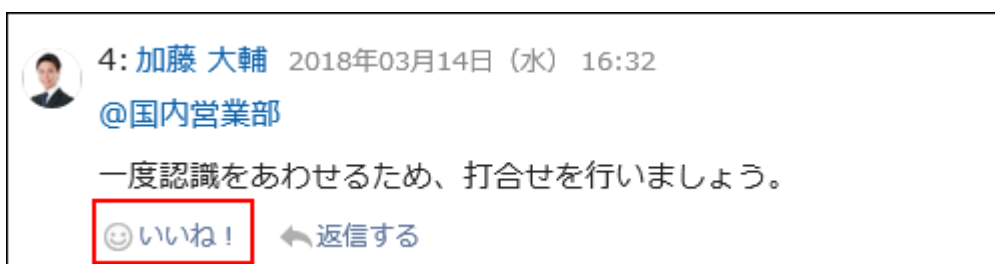 4: 加藤 大輔 2018年03月14日（水） 16:32
@国内営業部
一度認識をあわせるため、打合せを行いましょう。
いいね！ 返信する